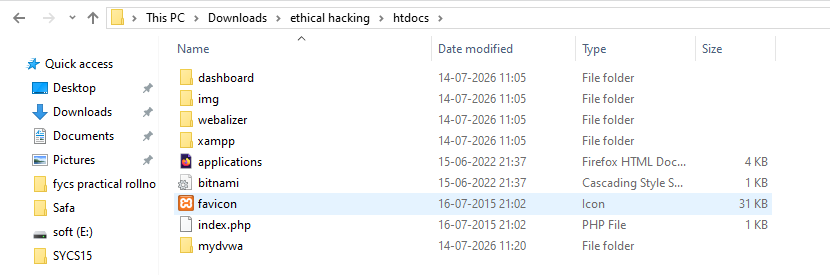 This PC > Downloads > ethical hacking > htdocs >
Name Date modified Type Size
Quick access
Desktop
Downloads
Documents
Pictures
fycs practical rollno
Safa
soft (E:)
SYCS15
dashboard 14-07-2026 11:05 File folder
img 14-07-2026 11:05 File folder
webalizer 14-07-2026 11:05 File folder
xampp 14-07-2026 11:05 File folder
applications 15-06-2022 21:37 Firefox HTML Doc... 4 KB
bitnami 15-06-2022 21:37 Cascading Style S... 1 KB
favicon 16-07-2015 21:02 Icon 31 KB
index.php 16-07-2015 21:02 PHP File 1 KB
mydvwa 14-07-2026 11:20 File folder